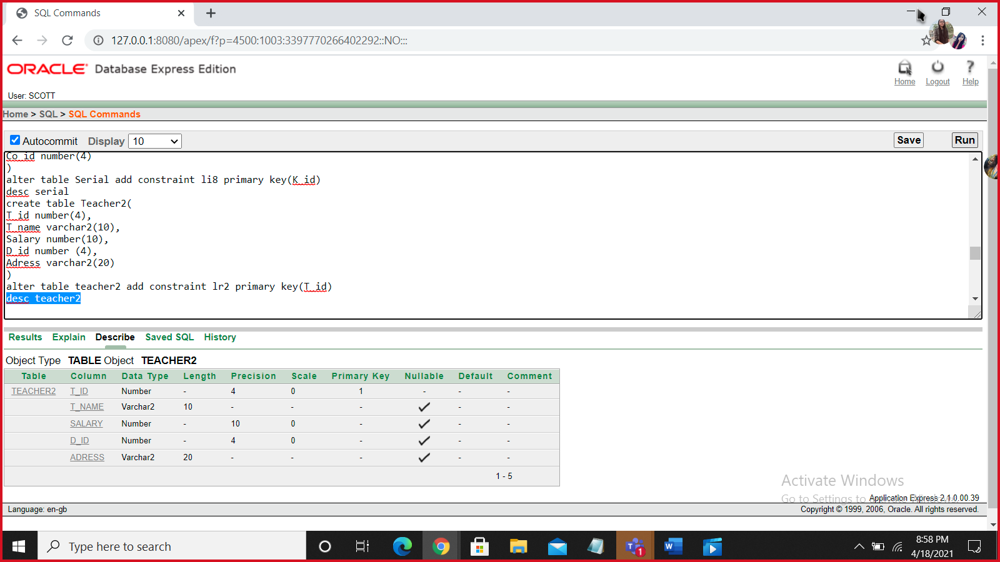 SQL Commands
127.0.0.1:8080/apex/f?p=4500:1003:3397770266402292::NO:::
ORACLE Database Express Edition
Home Logout Help
User: SCOTT
Home > SQL > SQL Commands
Autocommit Display 10 Save Run
Co_id number(4)
)
alter table Serial add constraint li8 primary key(K_id)
desc serial
create table Teacher2(
T_id number(4),
T_name varchar2(10),
Salary number(10),
D_id number (4),
Adress varchar2(20)
)
alter table teacher2 add constraint lr2 primary key(T_id)
desc teacher2
Results Explain Describe Saved SQL History
Object Type TABLE Object TEACHER2
Table Column Data Type Length Precision Scale Primary Key Nullable Default Comment
TEACHER2 T_ID Number - 4 0 1 - - -
T_NAME Varchar2 10 - - - ✓ - -
SALARY Number - 10 0 - ✓ - -
D_ID Number - 4 0 - ✓ - -
ADRESS Varchar2 20 - - - ✓ - -
1 - 5
Activate Windows
Go to Settings to activate Windows.
Application Express 2.1.0.00.39
Language: en-gb
Copyright © 1999, 2006, Oracle. All rights reserved.
Type here to search
T 1
W
8:58 PM
4/18/2021